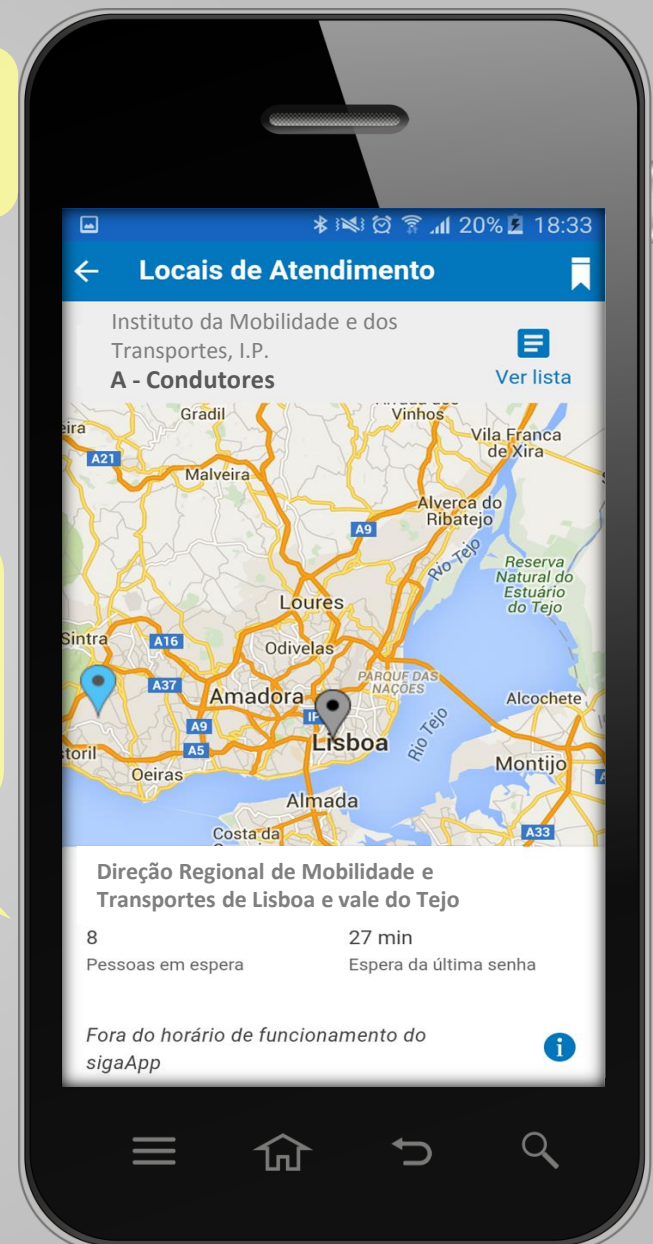 20% 18:33
Locais de Atendimento
Instituto da Mobilidade e dos
Transportes, I.P.
A - Condutores
Ver lista
Gradil
Vinhos
eira
Vila Franca
de Xira
A21
Malveira
Alverca do
Ribatejo
A9
Rio Tejo
Reserva
Natural do
Estuário
do Tejo
Loures
Sintra
A16
Odivelas
A37
PARQUE DAS
NAÇÕES
Amadora
Alcochete
IP
A9
Lisboa
Rio Tejo
toril
A5
Montijo
Oeiras
Almada
Costa da
A33
Direção Regional de Mobilidade e
Transportes de Lisboa e vale do Tejo
8
27 min
Pessoas em espera
Espera da última senha
Fora do horário de funcionamento do
sigaApp